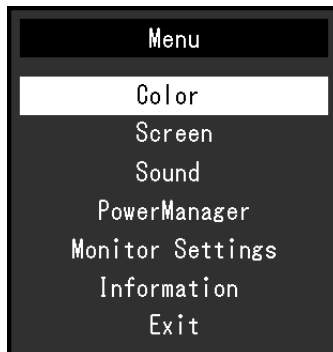 Menu
Color
Screen
Sound
PowerManager
Monitor Settings
Information
Exit